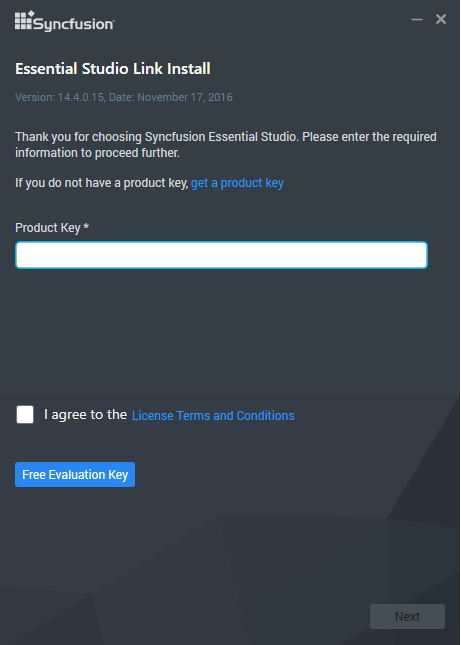 Syncfusion
Essential Studio Link Install
Version: 14.4.0.15, Date: November 17, 2016
Thank you for choosing Syncfusion Essential Studio. Please enter the required
information to proceed further.
If you do not have a product key, get a product key
Product Key *
I agree to the License Terms and Conditions
Free Evaluation Key
Next